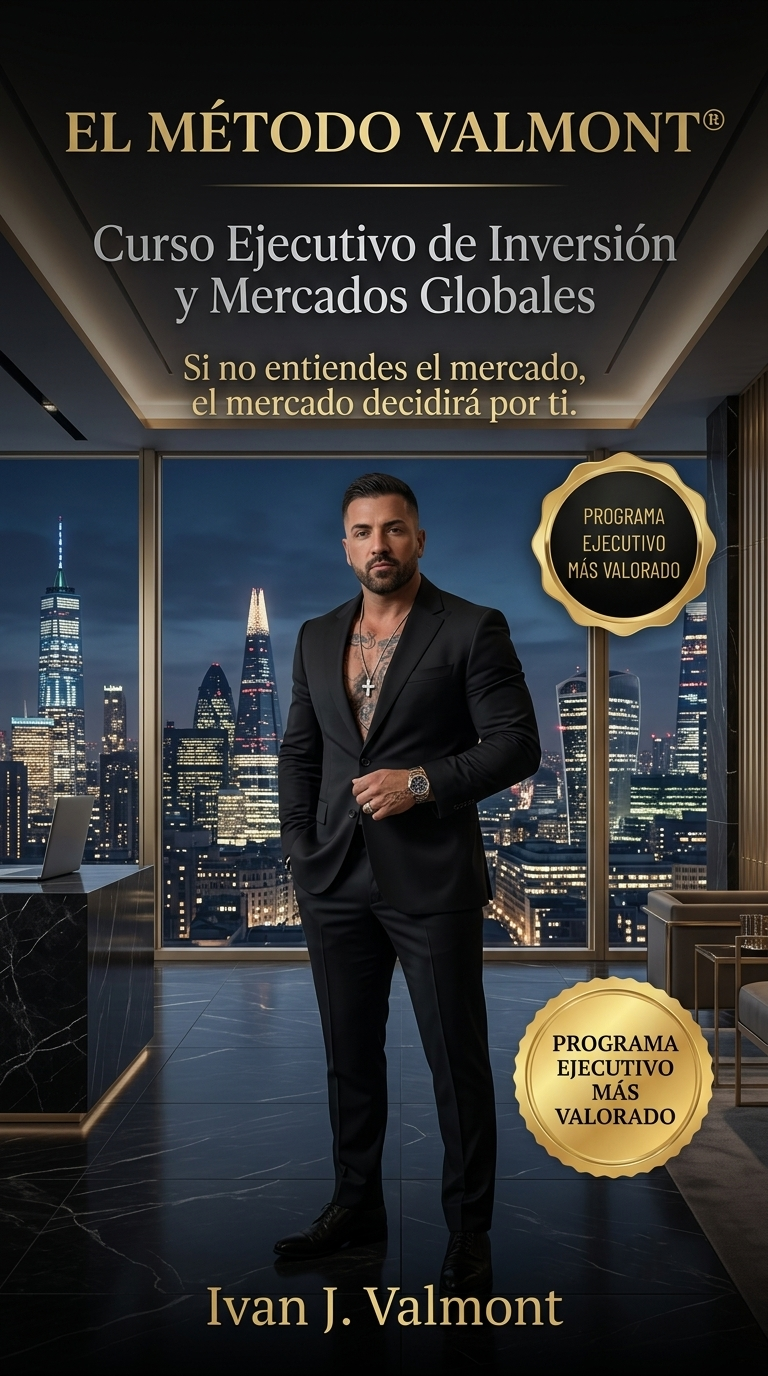 EL MÉTODO VALMONT®
Curso Ejecutivo de Inversión
y Mercados Globales
Si no entiendes el mercado,
el mercado decidirá por ti.
PROGRAMA
EJECUTIVO
MÁS VALORADO
PROGRAMA
EJECUTIVO
MÁS
VALORADO
Ivan J. Valmont